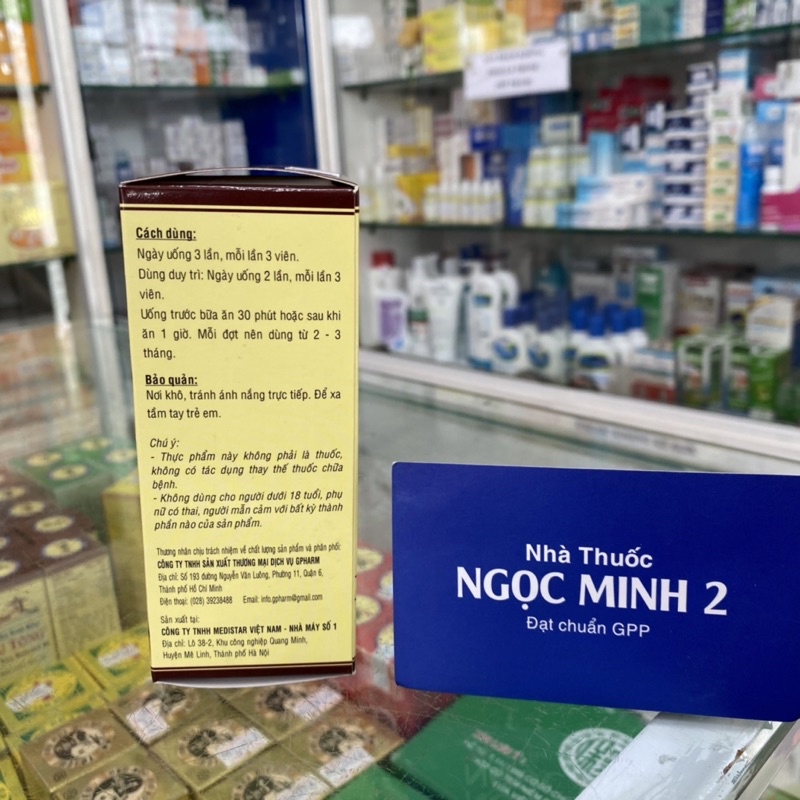 Cách dùng:
Ngày uống 3 lần, mỗi lần 3 viên.
Dùng duy trì: Ngày uống 2 lần, mỗi lần 3
viên.
Uống trước bữa ăn 30 phút hoặc sau khi
ăn 1 giờ. Mỗi đợt nên dùng từ 2 - 3
tháng.
Bảo quản:
Nơi khô, tránh ánh nắng trực tiếp. Để xa
tầm tay trẻ em.
Chú ý:
- Thực phẩm này không phải là thuốc,
không có tác dụng thay thế thuốc chữa
bệnh.
- Không dùng cho người dưới 18 tuổi, phụ
nữ có thai, người mẫn cảm với bất kỳ thành
phần nào của sản phẩm.
Thương nhân chịu trách nhiệm về chất lượng sản phẩm và phân phối:
CÔNG TY TNHH SẢN XUẤT THƯƠNG MẠI DỊCH VỤ GPHARM
Địa chỉ: Số 193 đường Nguyễn Văn Luông, Phường 11, Quận 6,
Thành phố Hồ Chí Minh
Điện thoại: (028) 39238488 Email: info.gpharm@gmail.com
Sản xuất tại:
CÔNG TY TNHH MEDISTAR VIỆT NAM - NHÀ MÁY SỐ 1
Địa chỉ: Lô 38-2, Khu công nghiệp Quang Minh,
Huyện Mê Linh, Thành phố Hà Nội
Nhà Thuốc
NGỌC MINH 2
Đạt chuẩn GPP